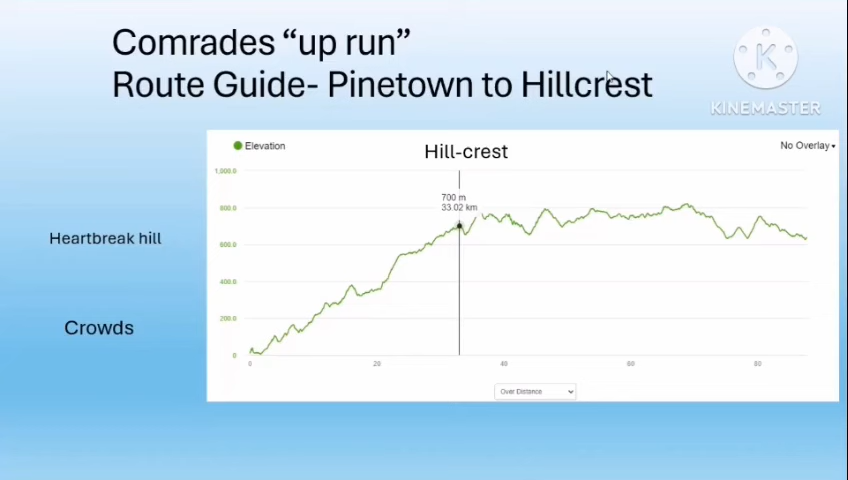 Comrades “up run”
Route Guide- Pinetown to Hillcrest
KINEMASTER
Elevation
Hill-crest
No Overlay
1,000.0
800.0
600.0
400.0
200.0
0
700 m
33.02 km
0
20
40
60
80
Over Distance
Heartbreak hill
Crowds